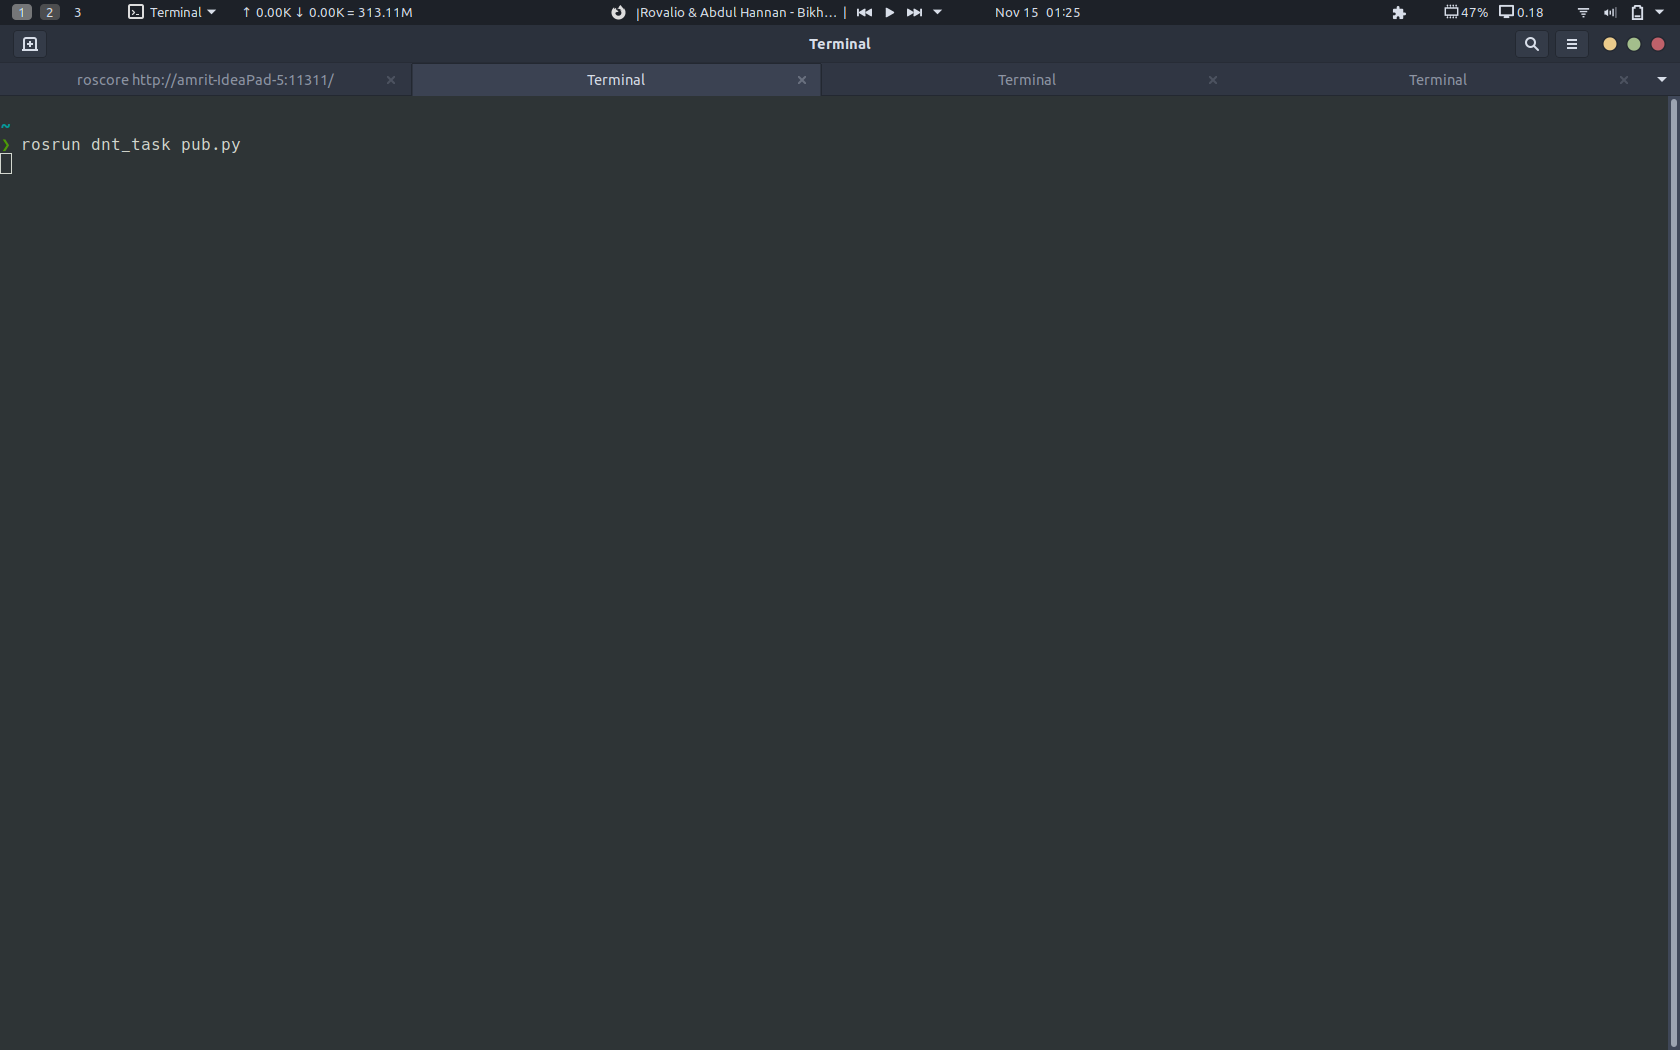 1 2 3 Terminal ↑ 0.00K ↓ 0.00K = 313.11M |Rovalio & Abdul Hannan - Bikh... | Nov 15 01:25 47% 0.18
Terminal
roscore http://amrit-IdeaPad-5:11311/ × Terminal × Terminal × Terminal ×
~
❯ rosrun dnt_task pub.py